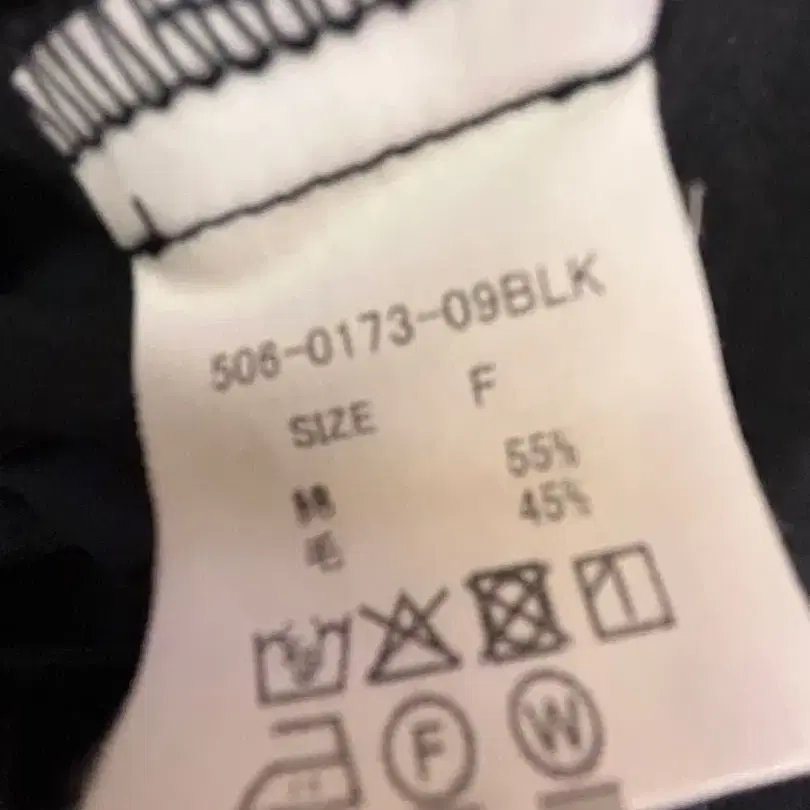 506-0173-09BLK
SIZE F
綿 55%
毛 45%
F W